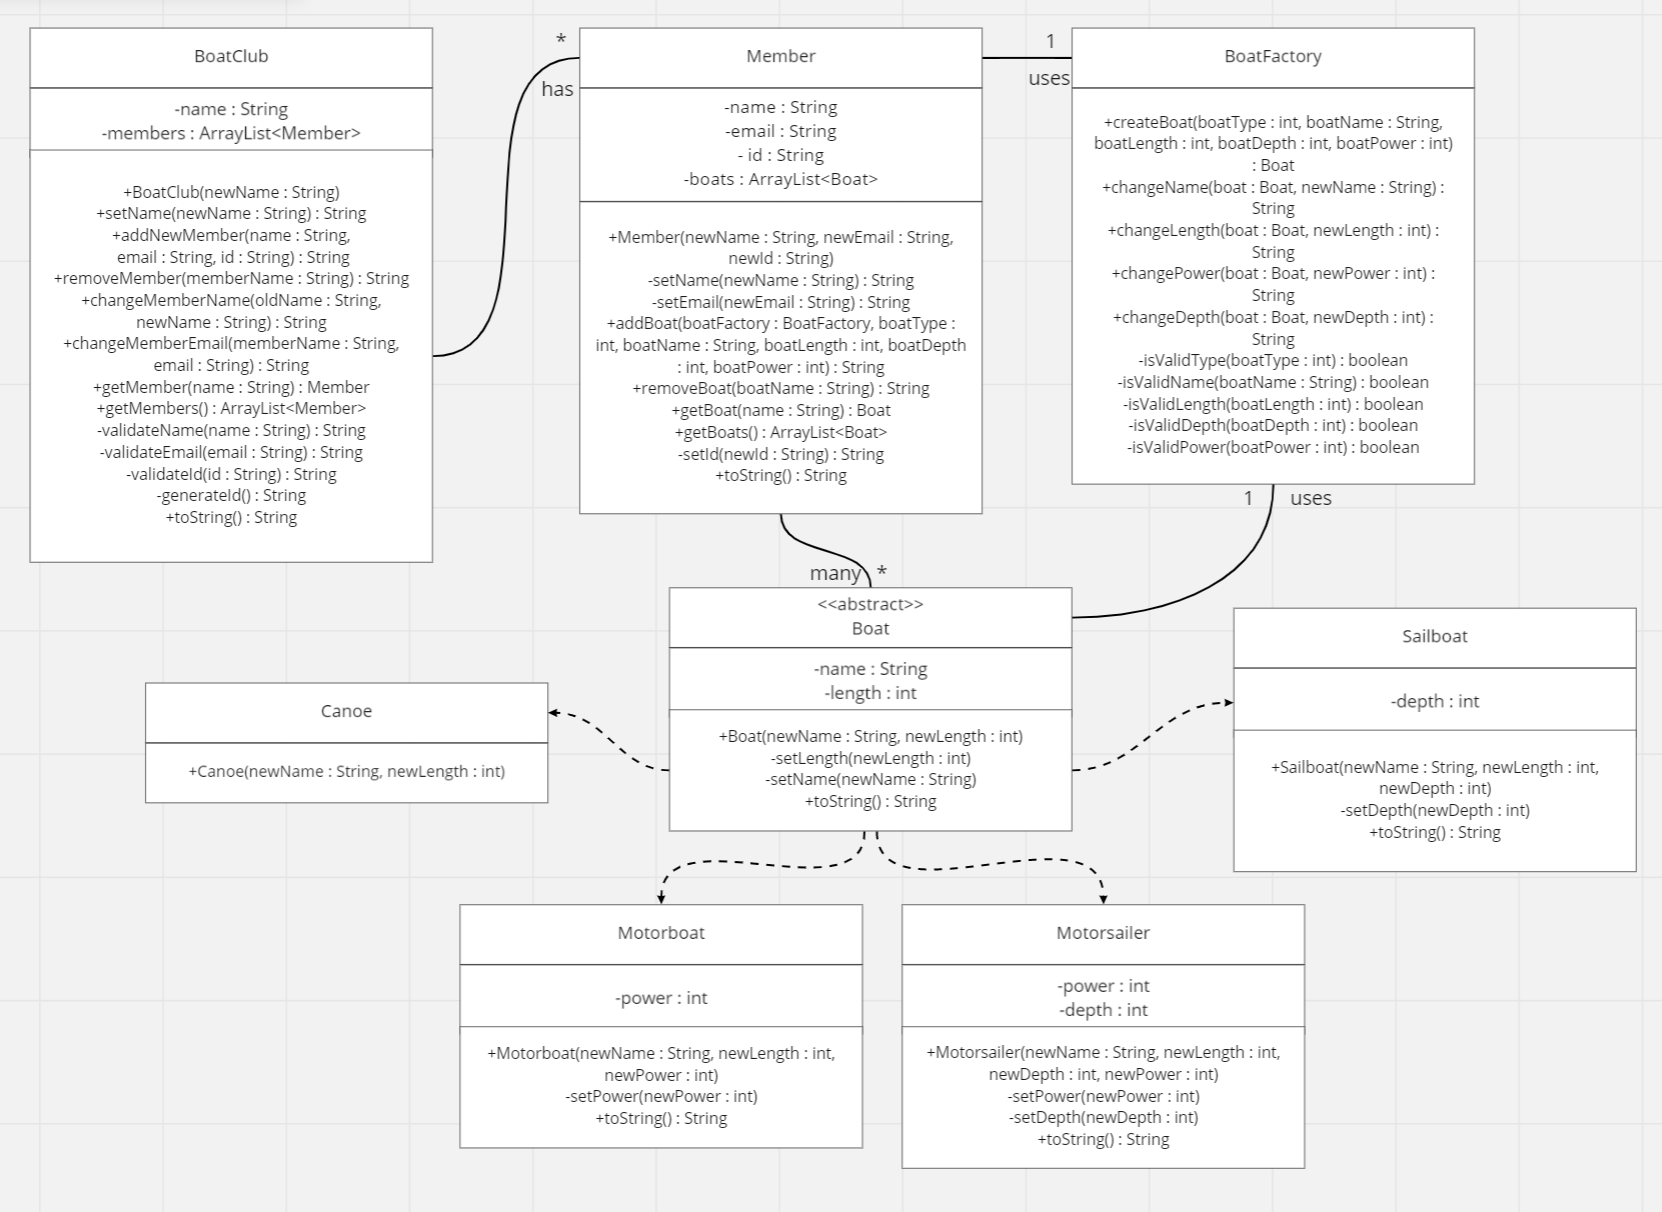 BoatClub
-name : String
-members : ArrayList<Member>
+BoatClub(newName : String)
+setName(newName : String) : String
+addNewMember(name : String,
email : String, id : String) : String
+removeMember(memberName : String) : String
+changeMemberName(oldName : String,
newName : String) : String
+changeMemberEmail(memberName : String,
email : String) : String
+getMember(name : String) : Member
+getMembers() : ArrayList<Member>
-validateName(name : String) : String
-validateEmail(email : String) : String
-validateId(id : String) : String
-generateId() : String
+toString() : String
*
has
Member
-name : String
-email : String
- id : String
-boats : ArrayList<Boat>
+Member(newName : String, newEmail : String,
newId : String)
-setName(newName : String) : String
-setEmail(newEmail : String) : String
+addBoat(boatFactory : BoatFactory, boatType :
int, boatName : String, boatLength : int, boatDepth
: int, boatPower : int) : String
+removeBoat(boatName : String) : String
+getBoat(name : String) : Boat
+getBoats() : ArrayList<Boat>
-setId(newId : String) : String
+toString() : String
1
uses
BoatFactory
+createBoat(boatType : int, boatName : String,
boatLength : int, boatDepth : int, boatPower : int)
: Boat
+changeName(boat : Boat, newName : String) :
String
+changeLength(boat : Boat, newLength : int) :
String
+changePower(boat : Boat, newPower : int) :
String
+changeDepth(boat : Boat, newDepth : int) :
String
-isValidType(boatType : int) : boolean
-isValidName(boatName : String) : boolean
-isValidLength(boatLength : int) : boolean
-isValidDepth(boatDepth : int) : boolean
-isValidPower(boatPower : int) : boolean
1 uses
many *
<<abstract>>
Boat
-name : String
-length : int
+Boat(newName : String, newLength : int)
-setLength(newLength : int)
-setName(newName : String)
+toString() : String
Sailboat
-depth : int
+Sailboat(newName : String, newLength : int,
newDepth : int)
-setDepth(newDepth : int)
+toString() : String
Canoe
+Canoe(newName : String, newLength : int)
Motorboat
-power : int
+Motorboat(newName : String, newLength : int,
newPower : int)
-setPower(newPower : int)
+toString() : String
Motorsailer
-power : int
-depth : int
+Motorsailer(newName : String, newLength : int,
newDepth : int, newPower : int)
-setPower(newPower : int)
-setDepth(newDepth : int)
+toString() : String